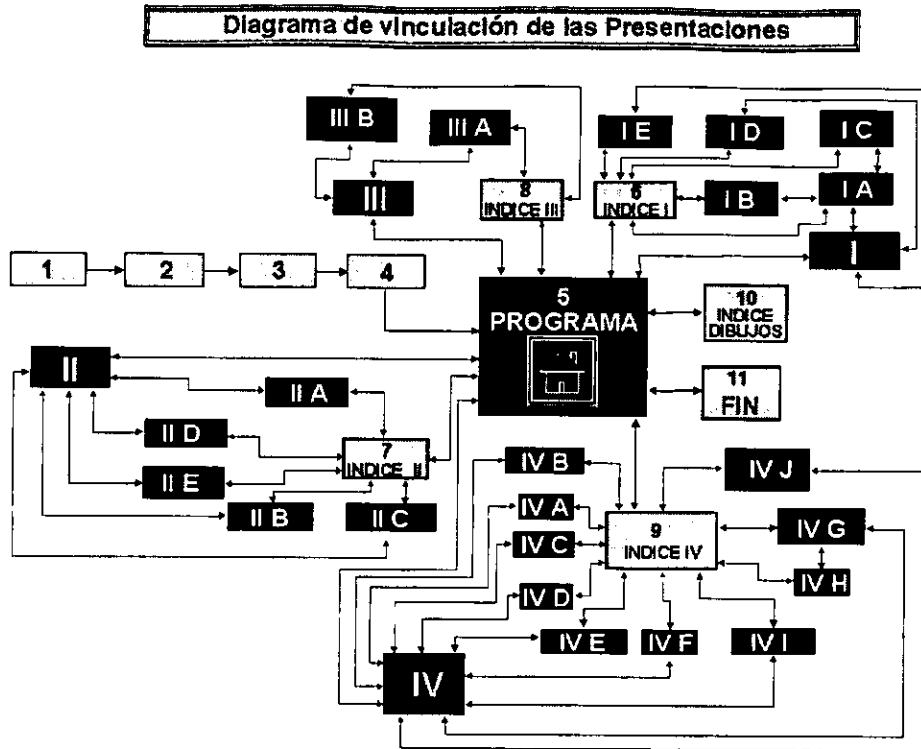 Diagrama de vinculación de las Presentaciones
III B
III A
I E
I D
I C
III
8
INDICE III
6
INDICE I
I B
I A
I
1
2
3
4
5
PROGRAMA
10
INDICE
DIBUJOS
11
FIN
II
II A
II D
7
INDICE II
II E
II B
II C
IV B
IV J
IV A
IV C
9
INDICE IV
IV G
IV H
IV D
IV E
IV F
IV I
IV